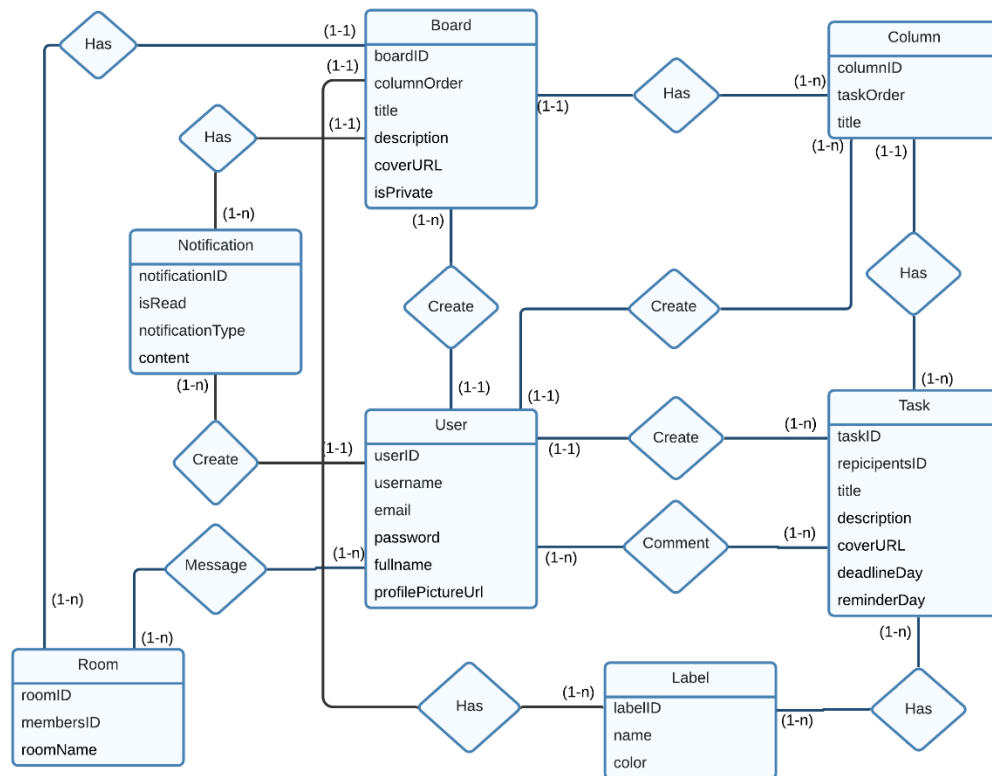 Board
boardID
columnOrder
title
description
coverURL
isPrivate
Column
columnID
taskOrder
title
Has
(1-1)
(1-1)
(1-1)
Has
(1-1)
Has
(1-n)
(1-n)
(1-1)
(1-n)
(1-n)
Notification
notificationID
isRead
notificationType
content
Create
Create
Has
(1-n)
(1-1)
(1-1)
(1-n)
User
userID
username
email
password
fullname
profilePictureUrl
Task
taskID
repicipentsID
title
description
coverURL
deadlineDay
reminderDay
Create
(1-1)
Create
(1-1)
(1-n)
Message
(1-n)
Comment
(1-n)
(1-n)
(1-n)
(1-n)
(1-n)
Room
roomID
membersID
roomName
Has
(1-n)
Label
labelID
name
color
(1-n)
Has